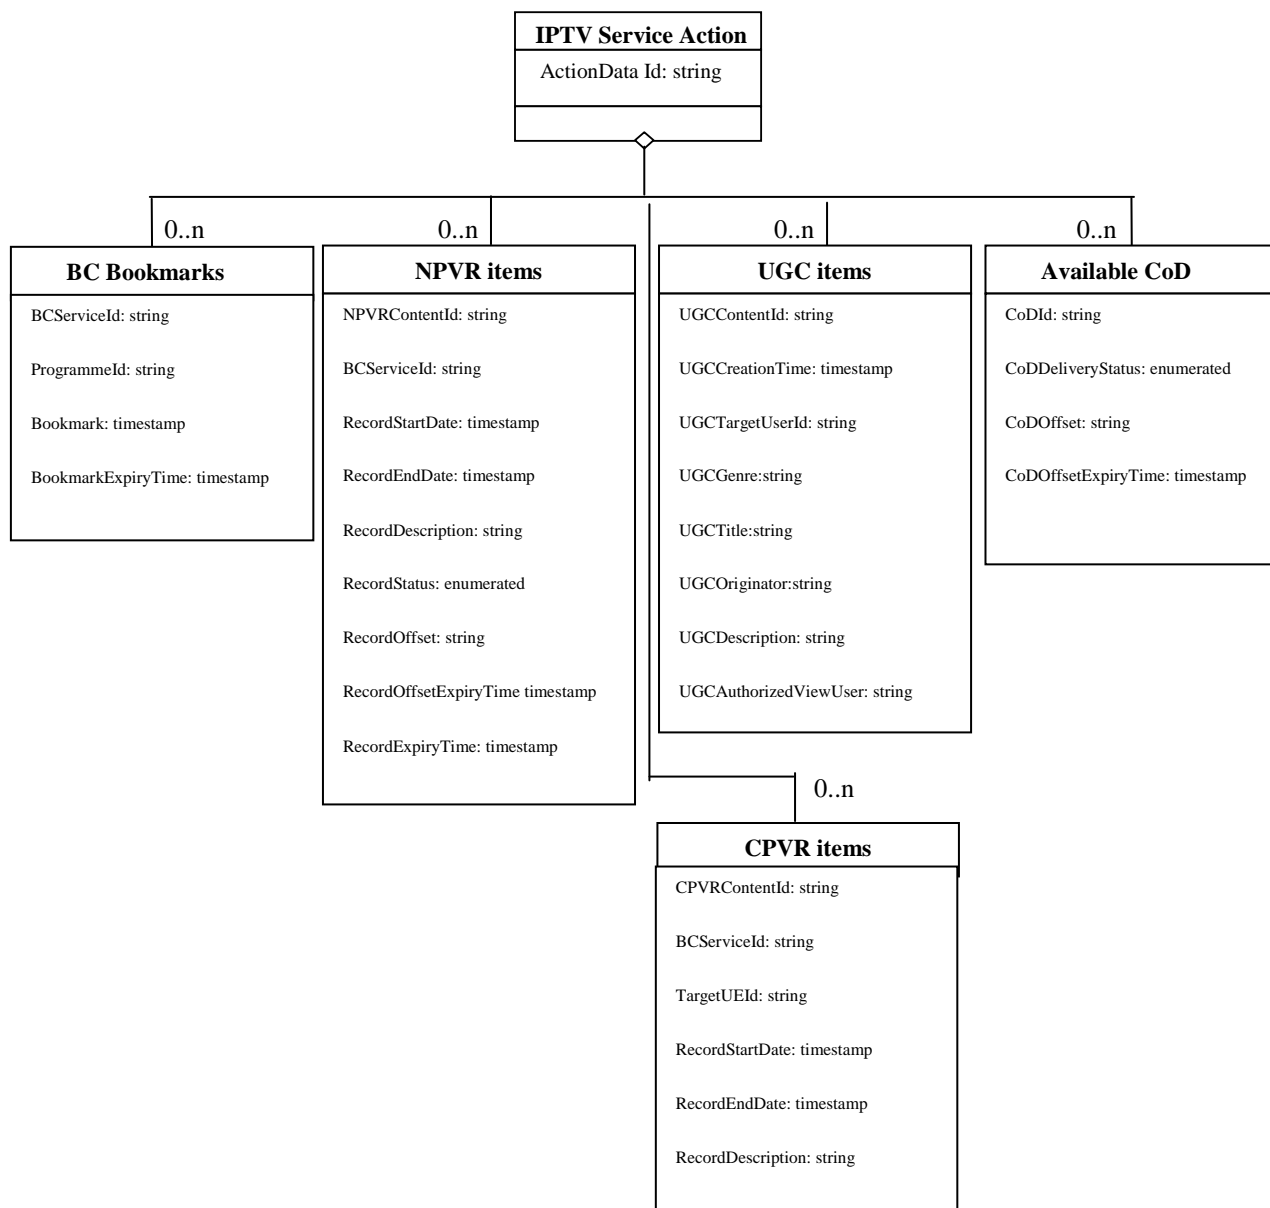 IPTV Service Action
ActionData Id: string
0..n
0..n
0..n
0..n
BC Bookmarks
BCServiceId: string
ProgrammeId: string
Bookmark: timestamp
BookmarkExpiryTime: timestamp
NPVR items
NPVRContentId: string
BCServiceId: string
RecordStartDate: timestamp
RecordEndDate: timestamp
RecordDescription: string
RecordStatus: enumerated
RecordOffset: string
RecordOffsetExpiryTime timestamp
RecordExpiryTime: timestamp
UGC items
UGCContentId: string
UGCCreationTime: timestamp
UGCTargetUserId: string
UGCGenre:string
UGCTitle:string
UGCOriginator:string
UGCDescription: string
UGCAuthorizedViewUser: string
Available CoD
CoDId: string
CoDDeliveryStatus: enumerated
CoDOffset: string
CoDOffsetExpiryTime: timestamp
0..n
CPVR items
CPVRContentId: string
BCServiceId: string
TargetUEId: string
RecordStartDate: timestamp
RecordEndDate: timestamp
RecordDescription: string